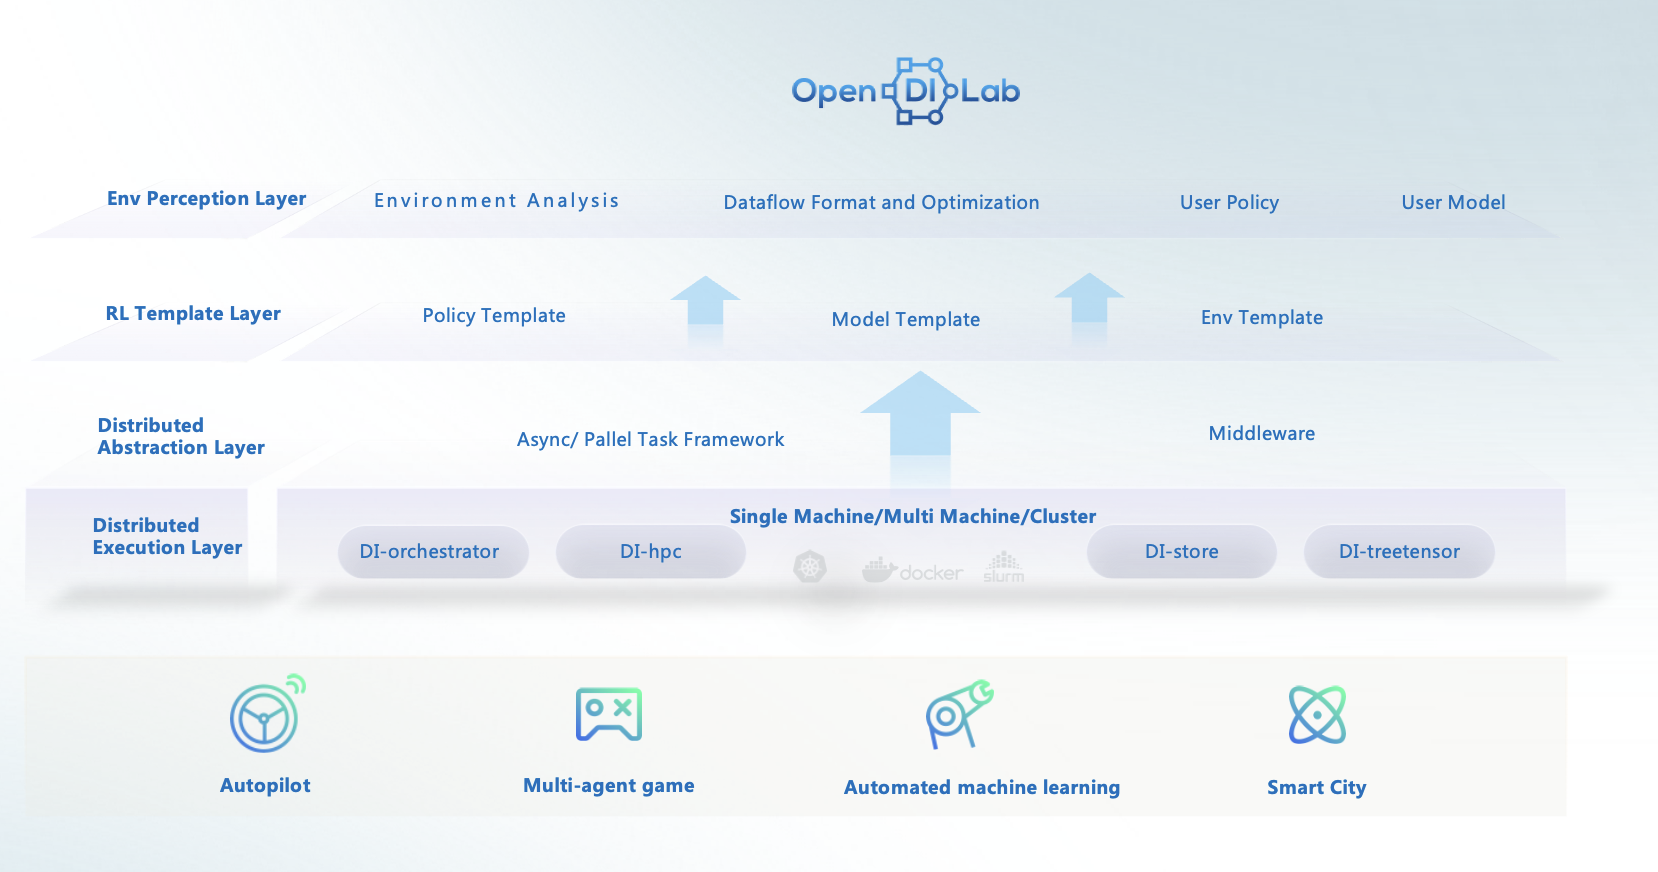 Open DI Lab
Env Perception Layer
Environment Analysis
Dataflow Format and Optimization
User Policy
User Model
RL Template Layer
Policy Template
Model Template
Env Template
Distributed
Abstraction Layer
Async/ Pallel Task Framework
Middleware
Distributed
Execution Layer
Single Machine/Multi Machine/Cluster
DI-orchestrator
DI-hpc
docker
slurm
DI-store
DI-treetensor
Autopilot
Multi-agent game
Automated machine learning
Smart City